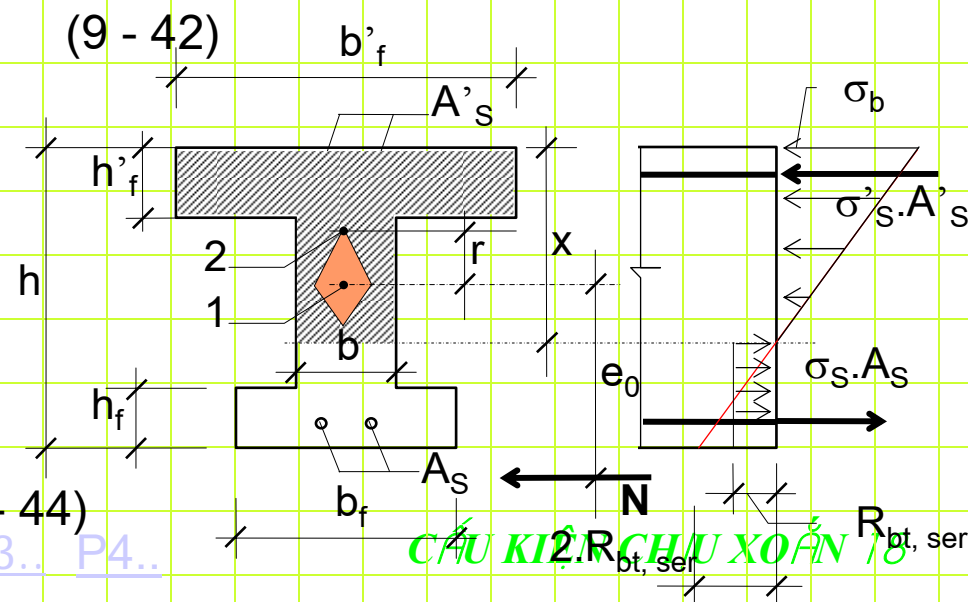 (9 - 42)
b'f
A'S
σb
h'f
σ'S.A'S
2
r
x
h
1
b
e0
σS.AS
hf
AS
N
bf
- 44)
Rbt, ser
2.Rbt, ser
3.. P4..
CẤU KIỆN CHỊU XOẮN 18